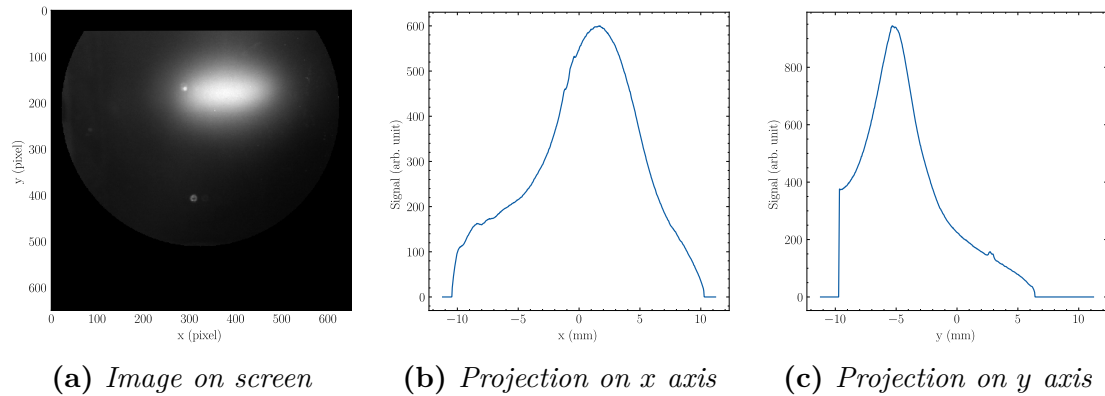 0
100
200
300
400
500
600
y (pixel)
0 100 200 300 400 500 600
x (pixel)
600
500
400
300
200
100
0
Signal (arb. unit)
−10 −5 0 5 10
x (mm)
800
600
400
200
0
Signal (arb. unit)
−10 −5 0 5 10
y (mm)
(a) Image on screen
(b) Projection on x axis
(c) Projection on y axis